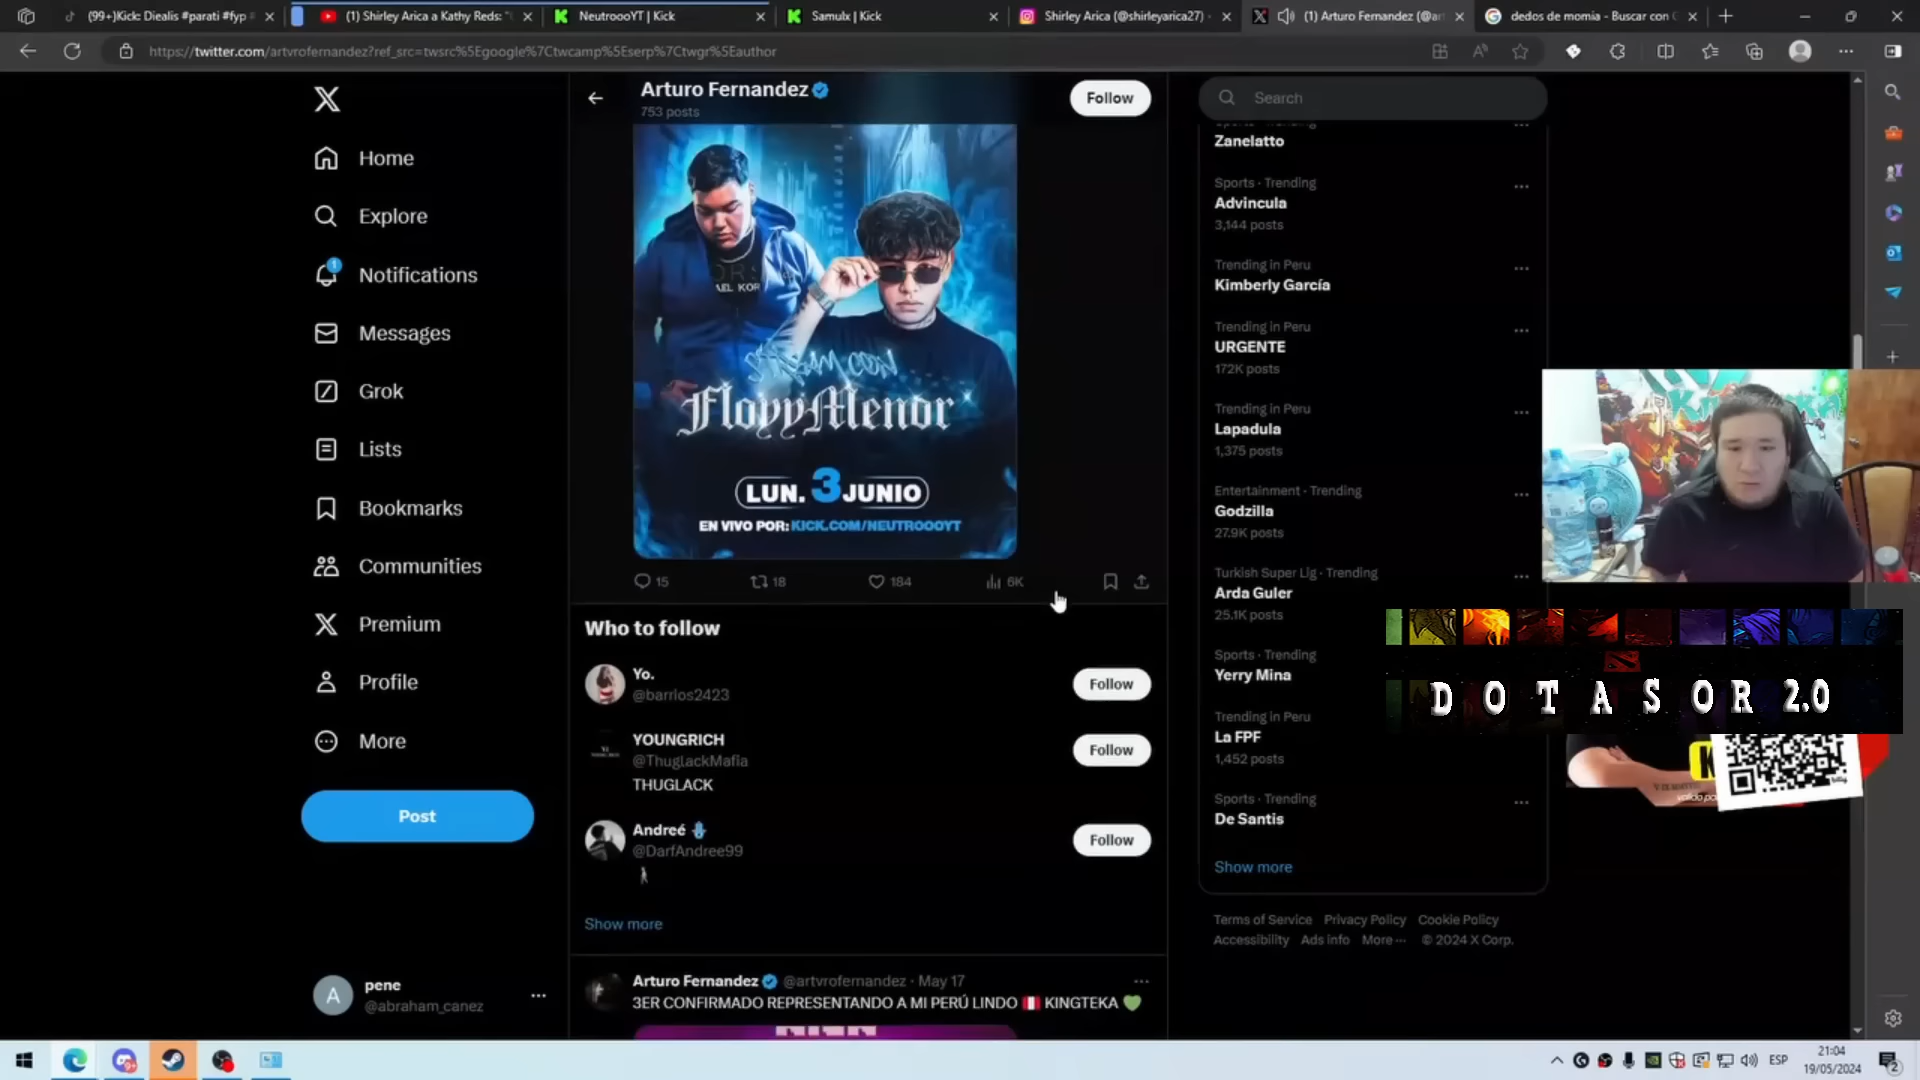 (99+)Kick: Diealis #parati #fyp
(1) Shirley Arica a Kathy Reds: "
NeutroooYT | Kick
Samulx | Kick
Shirley Arica (@shirleyarica27)
(1) Arturo Fernandez (@ar
dedos de momia - Buscar con
https://twitter.com/artvrofernandez?ref_src=twsrc%5Egoogle%7Ctwcamp%5Eserp%7Ctwgr%5Eauthor
Home
Explore
1
Notifications
Messages
Grok
Lists
Bookmarks
Communities
Premium
Profile
More
Post
pene
@abraham_canez
A
Arturo Fernandez
753 posts
Follow
AEL KOR
STREAM CON
FloyyMenor
LUN. 3 JUNIO
EN VIVO POR: KICK.COM/NEUTROOOYT
15
18
184
6K
Who to follow
Yo.
@barrios2423
Follow
YOUNGRICH
@ThuglackMafia
THUGLACK
Follow
Andreé
@DarfAndree99
Follow
Show more
Arturo Fernandez @artvrofernandez · May 17
3ER CONFIRMADO REPRESENTANDO A MI PERÚ LINDO KINGTEKA
Search
Zanelatto
Sports · Trending
Advincula
3,144 posts
Trending in Peru
Kimberly García
Trending in Peru
URGENTE
172K posts
Trending in Peru
Lapadula
1,375 posts
Entertainment · Trending
Godzilla
27.9K posts
Turkish Super Lig · Trending
Arda Guler
25.1K posts
Sports · Trending
Yerry Mina
Trending in Peru
La FPF
1,452 posts
Sports · Trending
De Santis
Show more
Terms of Service Privacy Policy Cookie Policy
Accessibility Ads info More ··· © 2024 X Corp.
DOTASOR 2.0
ESP
21:04
19/05/2024
2